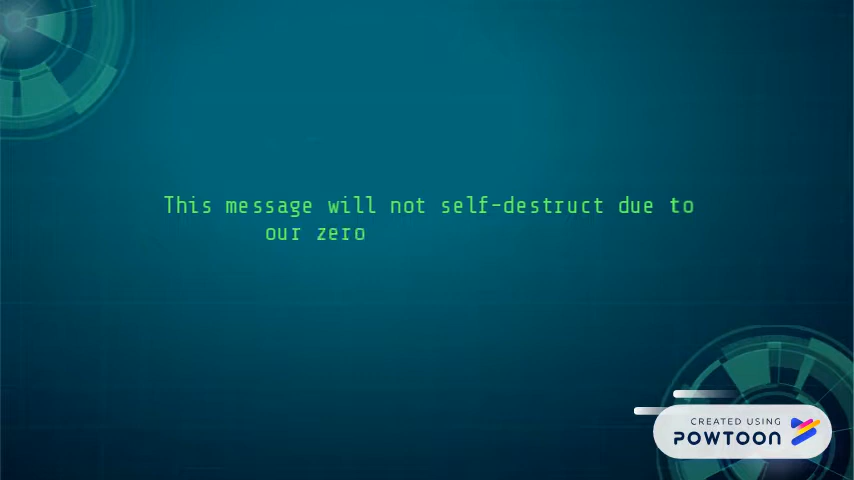 This message will not self-destruct due to
our zero
CREATED USING
POWTOON